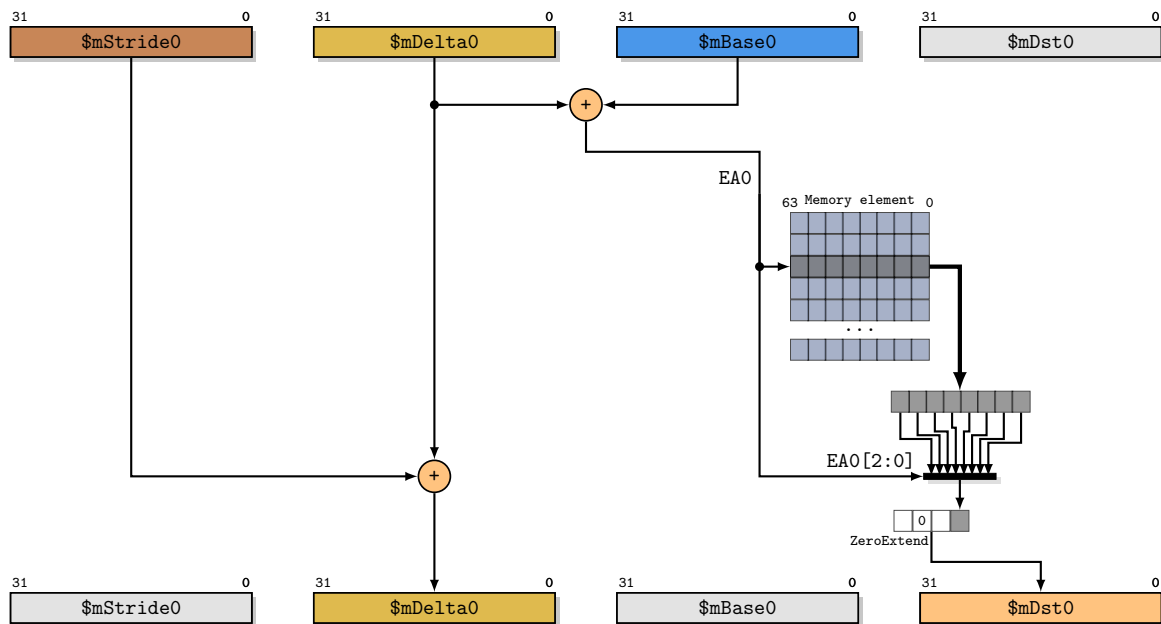 31 0 31 0 31 0 31 0
$mStride0 $mDelta0 $mBase0 $mDst0
+
EA0
63 Memory element 0
...
EA0[2:0]
+
0
ZeroExtend
31 0 31 0 31 0 31 0
$mStride0 $mDelta0 $mBase0 $mDst0